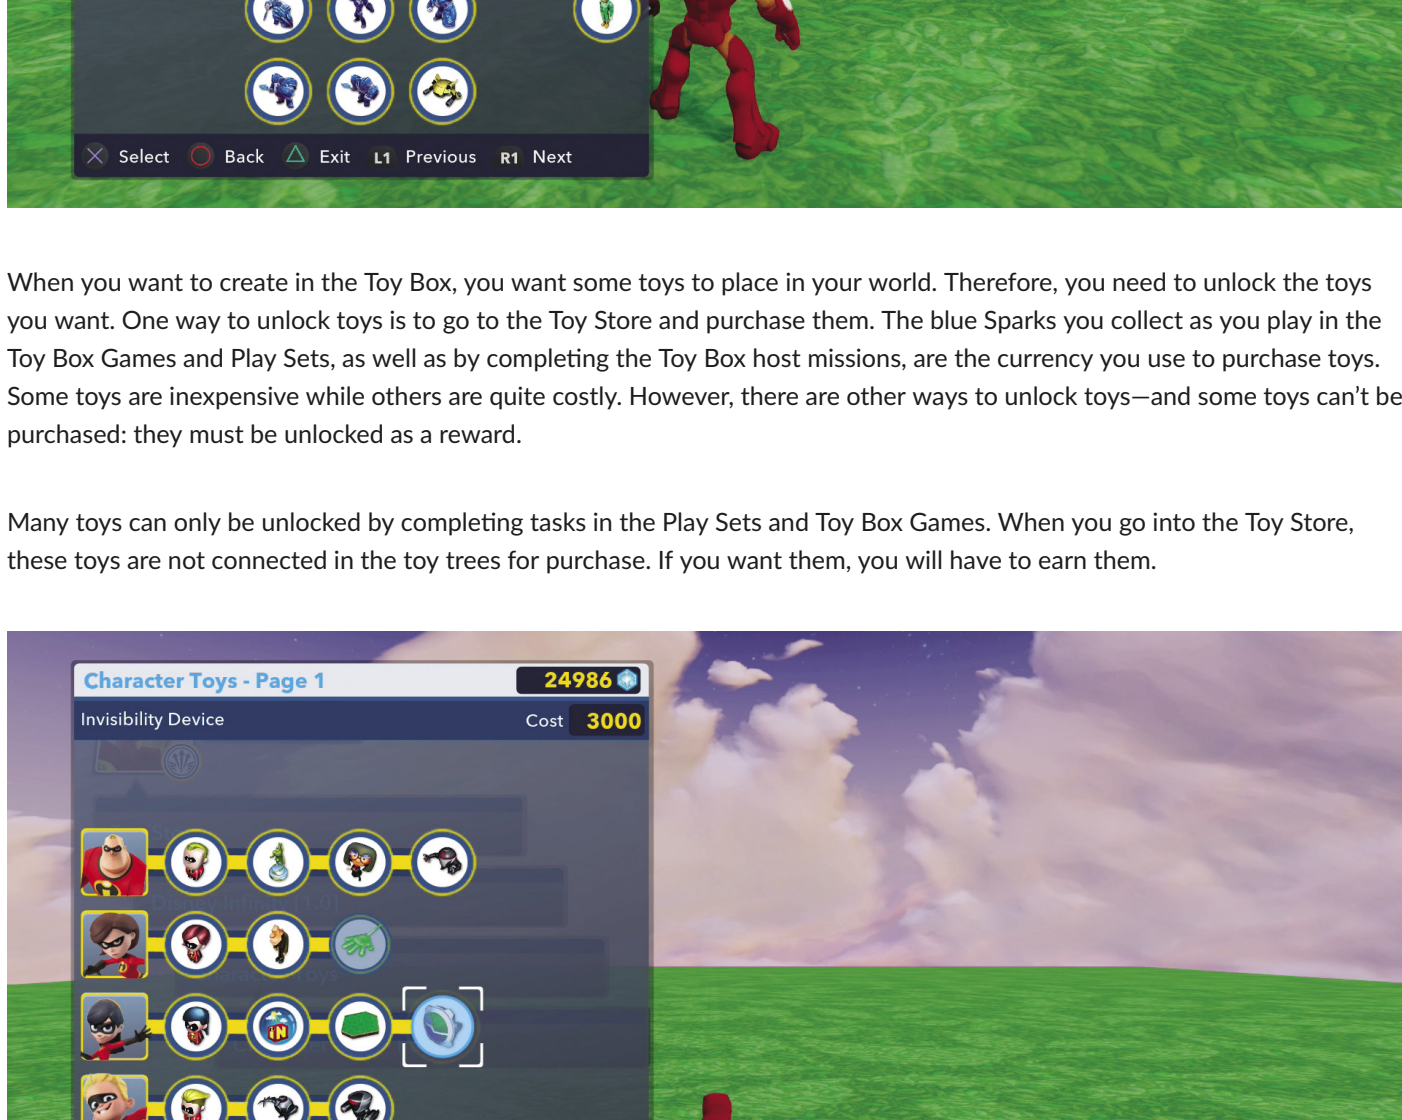 Select Back Exit L1 Previous R1 Next
When you want to create in the Toy Box, you want some toys to place in your world. Therefore, you need to unlock the toys
you want. One way to unlock toys is to go to the Toy Store and purchase them. The blue Sparks you collect as you play in the
Toy Box Games and Play Sets, as well as by completing the Toy Box host missions, are the currency you use to purchase toys.
Some toys are inexpensive while others are quite costly. However, there are other ways to unlock toys—and some toys can’t be
purchased: they must be unlocked as a reward.
Many toys can only be unlocked by completing tasks in the Play Sets and Toy Box Games. When you go into the Toy Store,
these toys are not connected in the toy trees for purchase. If you want them, you will have to earn them.
Character Toys - Page 1 24986
Invisibility Device Cost 3000
Disney Infinity (1.0)